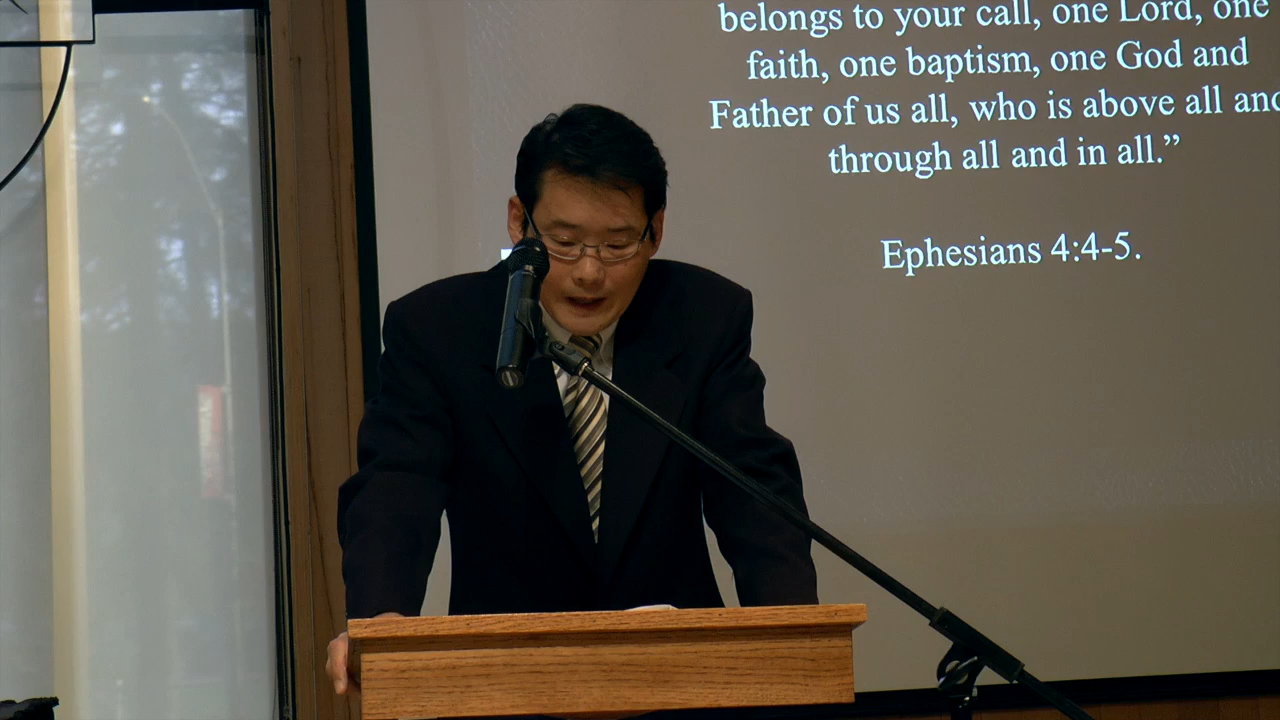 belongs to your call, one Lord, one
faith, one baptism, one God and
Father of us all, who is above all and
through all and in all.”
Ephesians 4:4-5.